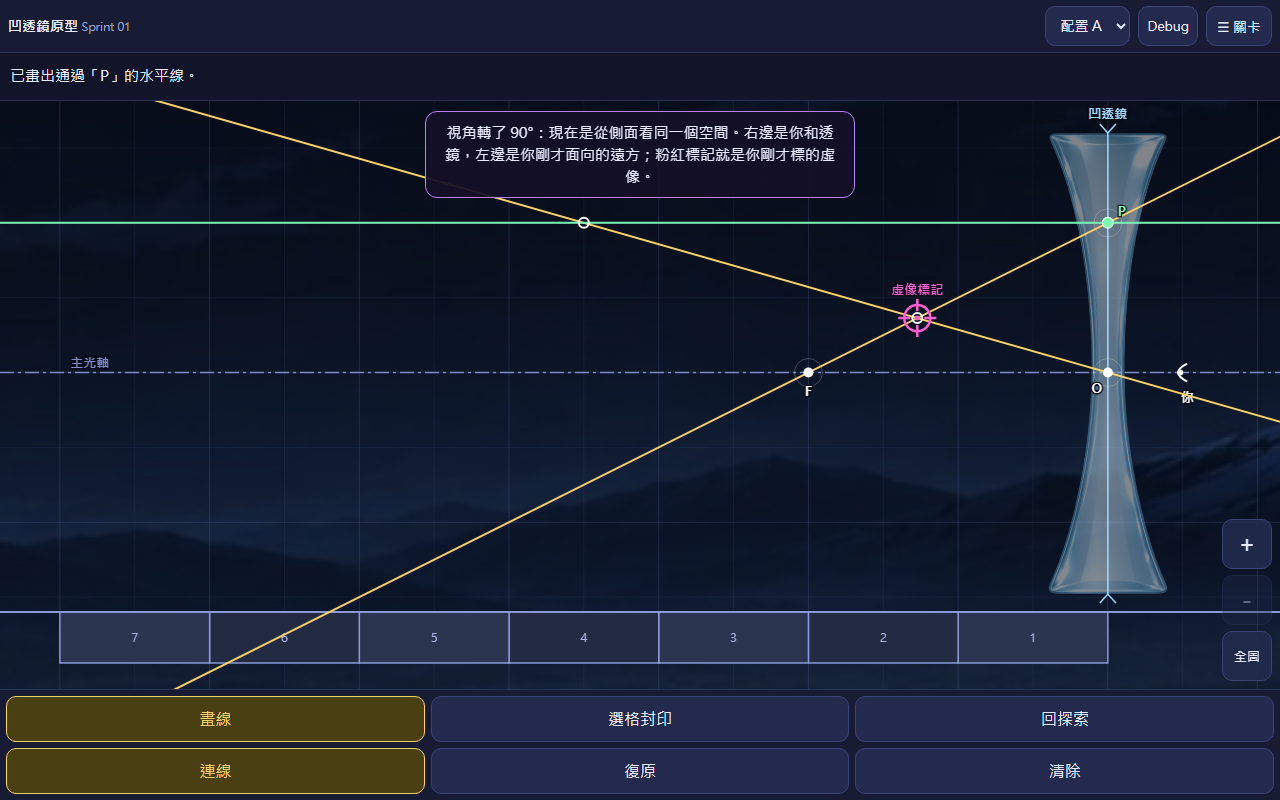 凹透鏡原型 Sprint 01
配置 A
Debug
☰ 關卡
已畫出通過「P」的水平線。
視角轉了 90°：現在是從側面看同一個空間。右邊是你和透
鏡，左邊是你剛才面向的遠方；粉紅標記就是你剛才標的虛
像。
凹透鏡
P
虛像標記
主光軸
F
O
你
+
−
全圖
7
6
5
4
3
2
1
畫線
選格封印
回探索
連線
復原
清除